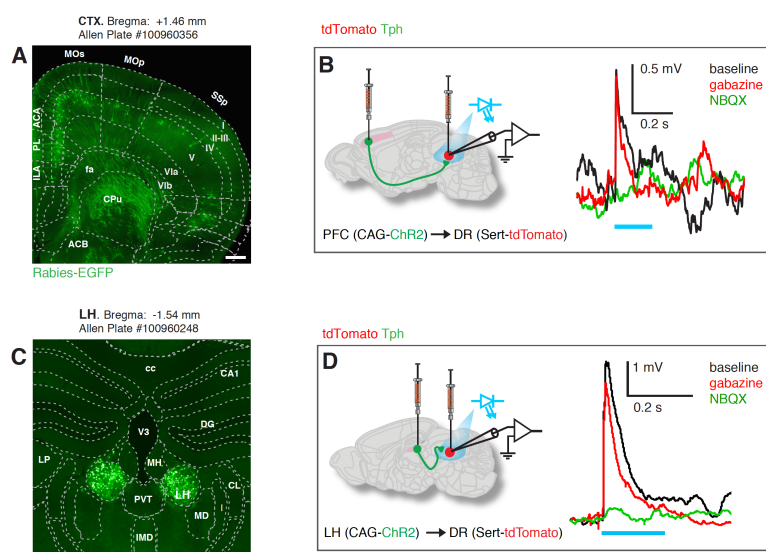 CTX. Bregma: +1.46 mm
Allen Plate #100960356
A
MOs
MOp
SSp
ACA
PL
ILA
I
II-III
IV
V
VIa
VIb
fa
CPu
ACB
Rabies-EGFP
tdTomato Tph
B
0.5 mV
0.2 s
baseline
gabazine
NBQX
PFC (CAG-ChR2) → DR (Sert-tdTomato)
LH. Bregma: -1.54 mm
Allen Plate #100960248
C
cc
CA1
V3
DG
LP
MH
CL
PVT
LH
MD
I
IMD
tdTomato Tph
D
1 mV
0.2 s
baseline
gabazine
NBQX
LH (CAG-ChR2) → DR (Sert-tdTomato)